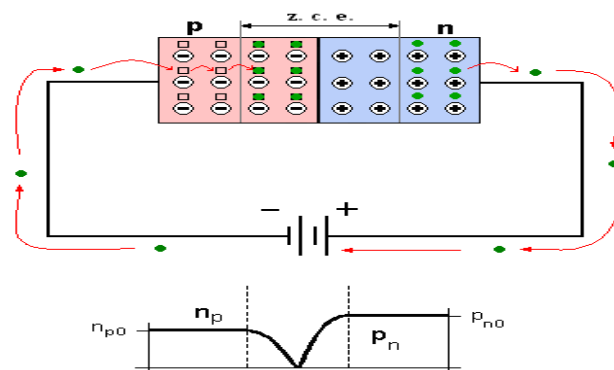 z. c. e.
p n
− +
n_p
n_p0 p_n0
p_n